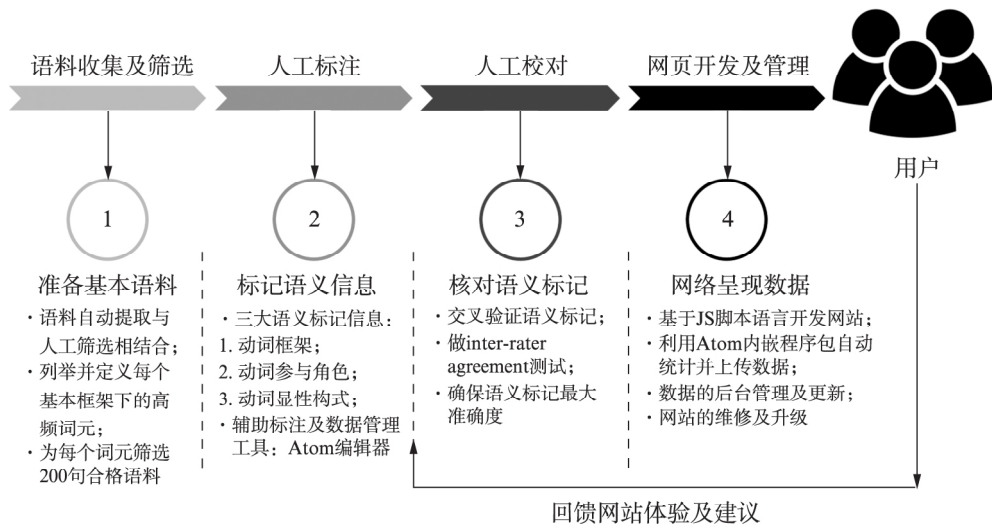 语料收集及筛选
人工标注
人工校对
网页开发及管理
用户
1
准备基本语料
·语料自动提取与
人工筛选相结合；
·列举并定义每个
基本框架下的高
频词元；
·为每个词元筛选
200句合格语料
2
标记语义信息
·三大语义标记信息：
1. 动词框架；
2. 动词参与角色；
3. 动词显性构式；
·辅助标注及数据管理
工具：Atom编辑器
3
核对语义标记
·交叉验证语义标记；
·做inter-rater
agreement测试；
·确保语义标记最大
准确度
4
网络呈现数据
·基于JS脚本语言开发网站；
·利用Atom内嵌程序包自动
统计并上传数据；
·数据的后台管理及更新；
·网站的维修及升级
回馈网站体验及建议